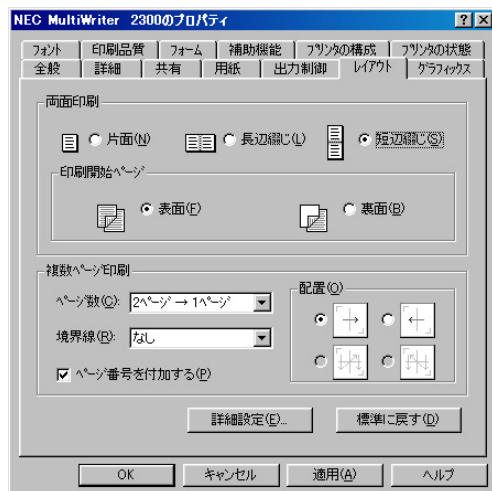 NEC MultiWriter 2300のプロパティ
フォント 印刷品質 フォーム 補助機能 プリンタの構成 プリンタの状態
全般 詳細 共有 用紙 出力制御 レイアウト グラフィックス
両面印刷
片面(N) 長辺綴じ(L) 短辺綴じ(S)
印刷開始ページ
表面(F) 裏面(B)
複数ページ印刷
配置(O)
ページ数(C): 2ページ → 1ページ
境界線(R): なし
ページ番号を付加する(P)
詳細設定(E)... 標準に戻す(D)
OK キャンセル 適用(A) ヘルプ